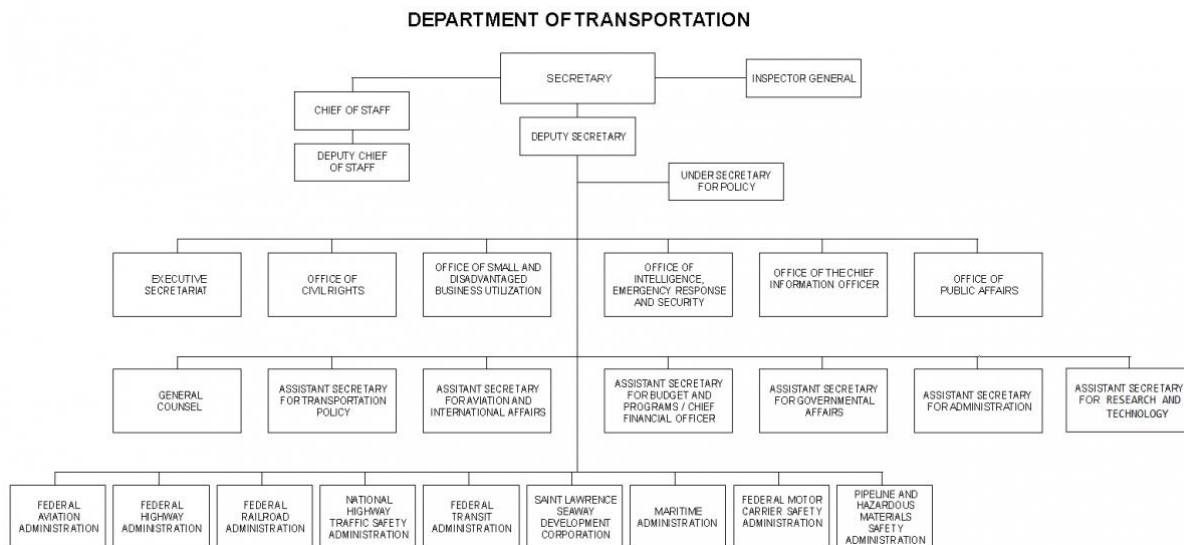 DEPARTMENT OF TRANSPORTATION
SECRETARY
INSPECTOR GENERAL
CHIEF OF STAFF
DEPUTY SECRETARY
DEPUTY CHIEF
OF STAFF
UNDER SECRETARY
FOR POLICY
EXECUTIVE
SECRETARIAT
OFFICE OF
CIVIL RIGHTS
OFFICE OF SMALL AND
DISADVANTAGED
BUSINESS UTILIZATION
OFFICE OF
INTELLIGENCE,
EMERGENCY RESPONSE
AND SECURITY
OFFICE OF THE CHIEF
INFORMATION OFFICER
OFFICE OF
PUBLIC AFFAIRS
GENERAL
COUNSEL
ASSISTANT SECRETARY
FOR TRANSPORTATION
POLICY
ASSITANT SECRETARY
FOR AVIATION AND
INTERNATIONAL AFFAIRS
ASSISTANT SECRETARY
FOR BUDGET AND
PROGRAMS / CHIEF
FINANCIAL OFFICER
ASSISTANT SECRETARY
FOR GOVERNMENTAL
AFFAIRS
ASSISTANT SECRETARY
FOR ADMINISTRATION
ASSISTANT SECRETARY
FOR RESEARCH AND
TECHNOLOGY
FEDERAL
AVIATION
ADMINISTRATION
FEDERAL
HIGHWAY
ADMINISTRATION
FEDERAL
RAILROAD
ADMINISTRATION
NATIONAL
HIGHWAY
TRAFFIC SAFETY
ADMINISTRATION
FEDERAL
TRANSIT
ADMINISTRATION
SAINT LAWRENCE
SEAWAY
DEVELOPMENT
CORPORATION
MARITIME
ADMINISTRATION
FEDERAL MOTOR
CARRIER SAFETY
ADMINISTRATION
PIPELINE AND
HAZARDOUS
MATERIALS
SAFETY
ADMINISTRATION